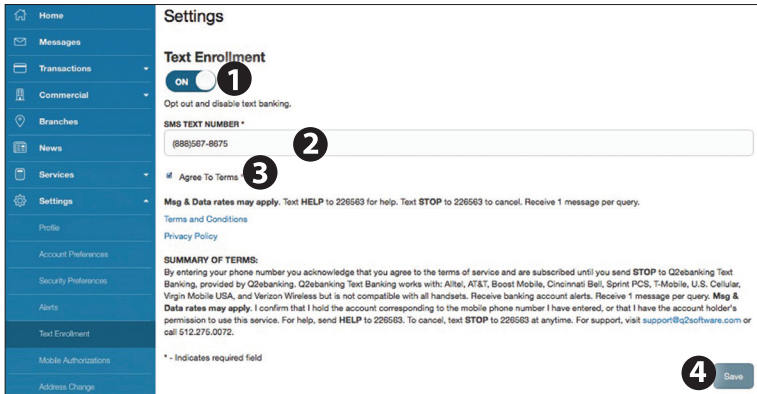 Home
Messages
Transactions
Commercial
Branches
News
Services
Settings
Profile
Account Preferences
Security Preferences
Alerts
Text Enrollment
Mobile Authorizations
Address Change
Settings
Text Enrollment
ON
1
Opt out and disable text banking.
SMS TEXT NUMBER *
(888)567-8675
2
Agree To Terms *
3
Msg & Data rates may apply. Text HELP to 226563 for help. Text STOP to 226563 to cancel. Receive 1 message per query.
Terms and Conditions
Privacy Policy
SUMMARY OF TERMS:
By entering your phone number you acknowledge that you agree to the terms of service and are subscribed until you send STOP to Q2ebanking Text
Banking, provided by Q2ebanking. Q2ebanking Text Banking works with: Alltel, AT&T, Boost Mobile, Cincinnati Bell, Sprint PCS, T-Mobile, U.S. Cellular,
Virgin Mobile USA, and Verizon Wireless but is not compatible with all handsets. Receive banking account alerts. Receive 1 message per query. Msg &
Data rates may apply. I confirm that I hold the account corresponding to the mobile phone number I have entered, or that I have the account holder's
permission to use this service. For help, send HELP to 226563. To cancel, text STOP to 226563 at anytime. For support, visit support@q2software.com or
call 512.275.0072.
* - Indicates required field
4
Save